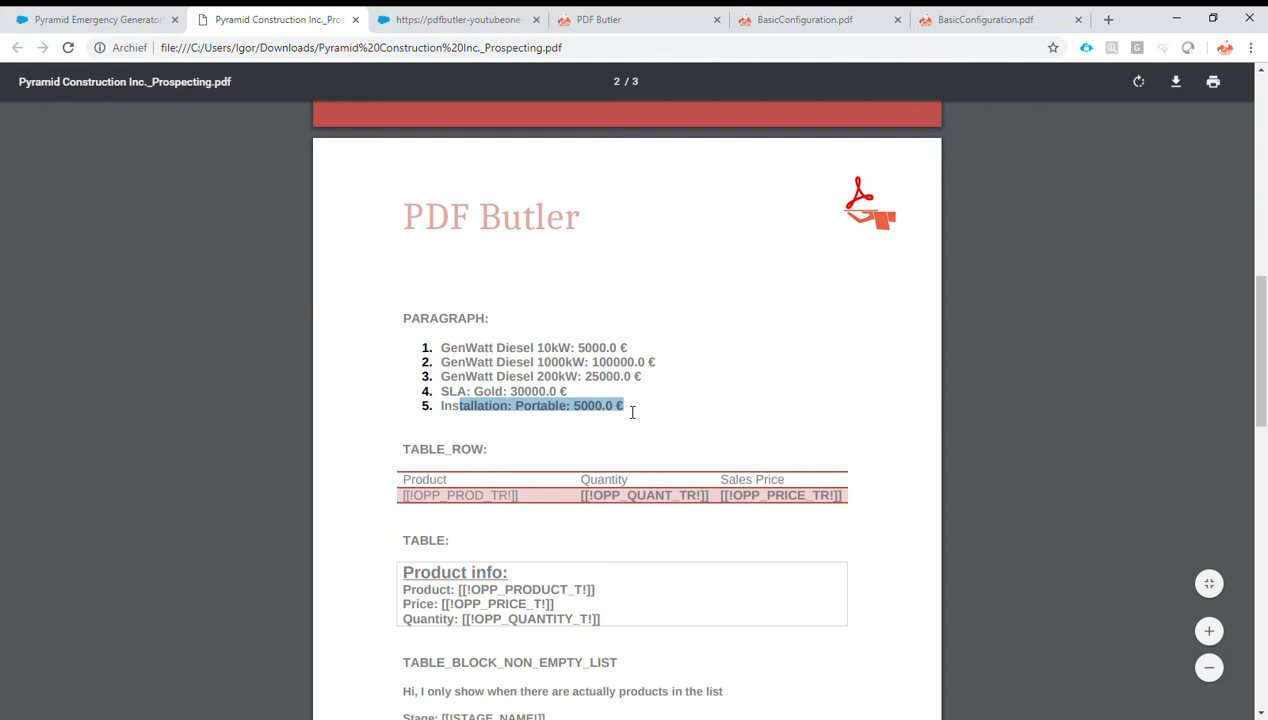 Pyramid Emergency Generator
Pyramid Construction Inc._Pros
https://pdfbutler-youtubeone-
PDF Butler
BasicConfiguration.pdf
BasicConfiguration.pdf
Archief
file:///C:/Users/Igor/Downloads/Pyramid%20Construction%20Inc._Prospecting.pdf
Pyramid Construction Inc._Prospecting.pdf
2 / 3
PDF Butler
PARAGRAPH:
1. GenWatt Diesel 10kW: 5000.0 €
2. GenWatt Diesel 1000kW: 100000.0 €
3. GenWatt Diesel 200kW: 25000.0 €
4. SLA: Gold: 30000.0 €
5. Installation: Portable: 5000.0 €
TABLE_ROW:
Product Quantity Sales Price
[[!OPP_PROD_TR!]] [[!OPP_QUANT_TR!]] [[!OPP_PRICE_TR!]]
TABLE:
Product info:
Product: [[!OPP_PRODUCT_T!]]
Price: [[!OPP_PRICE_T!]]
Quantity: [[!OPP_QUANTITY_T!]]
TABLE_BLOCK_NON_EMPTY_LIST
Hi, I only show when there are actually products in the list
Stage: [[!STAGE_NAME!]]